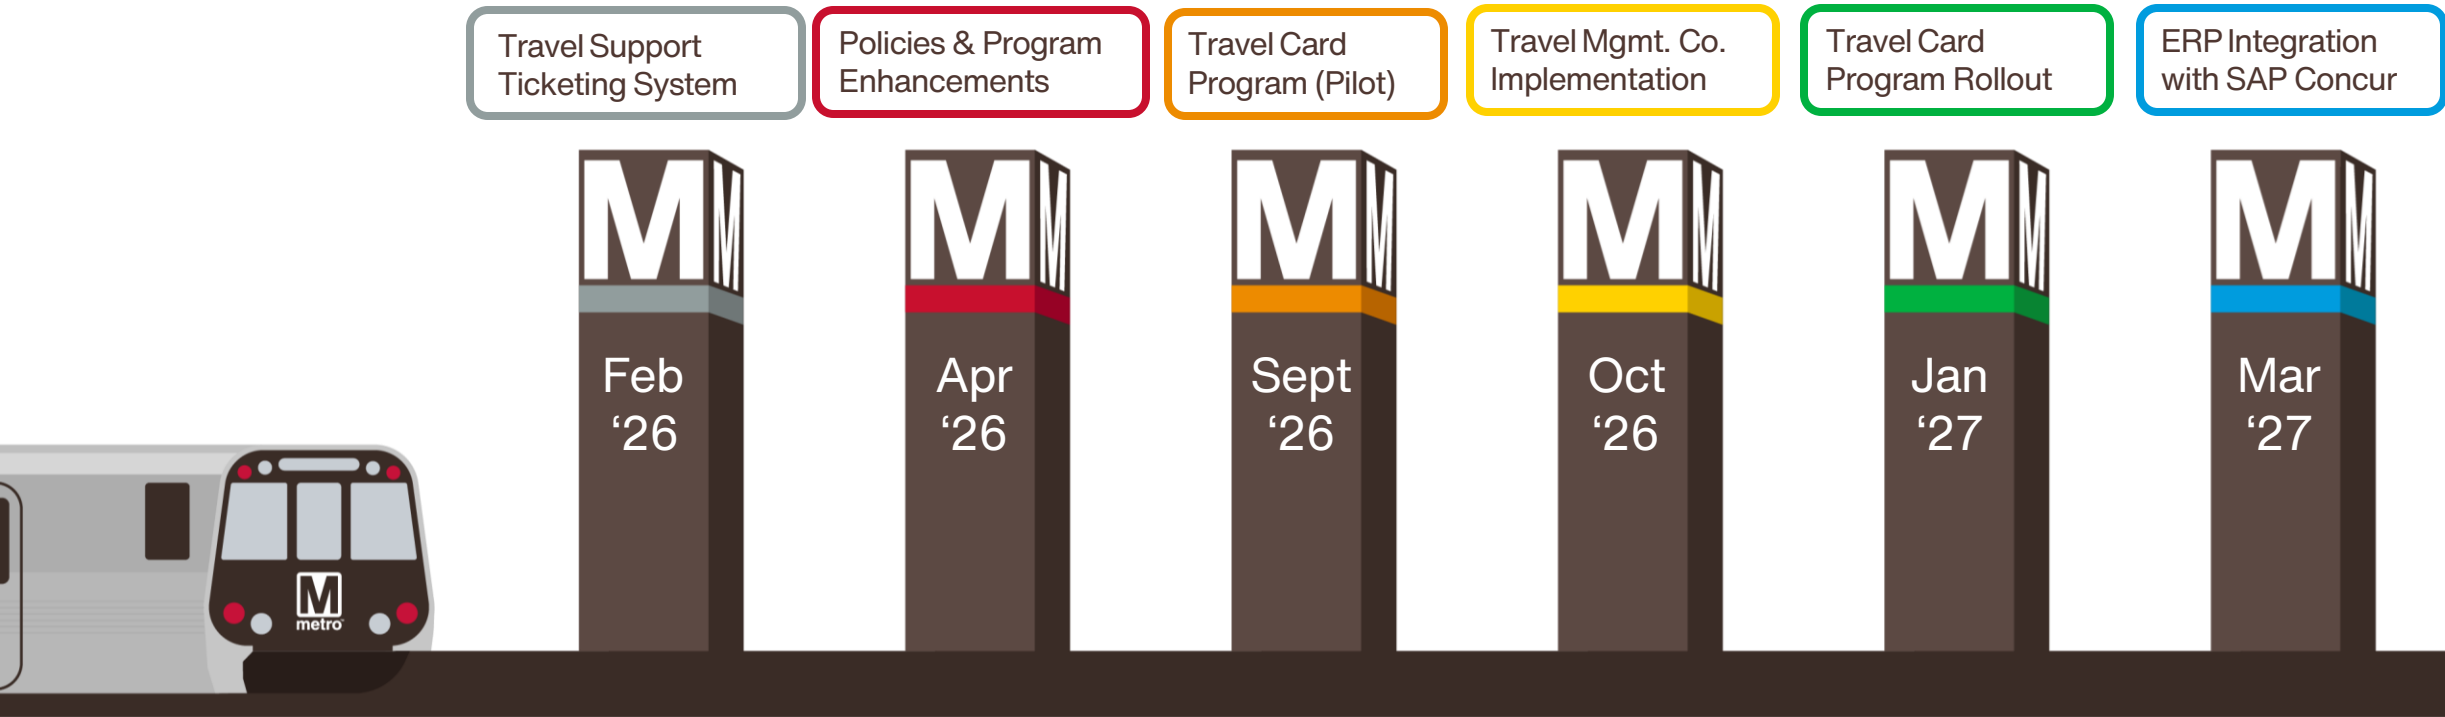 Travel Support
Ticketing System
Policies & Program
Enhancements
Travel Card
Program (Pilot)
Travel Mgmt. Co.
Implementation
Travel Card
Program Rollout
ERP Integration
with SAP Concur
M M
M M
M M
M M
M M
M M
Feb
‘26
Apr
‘26
Sept
‘26
Oct
‘26
Jan
‘27
Mar
‘27
M
metro